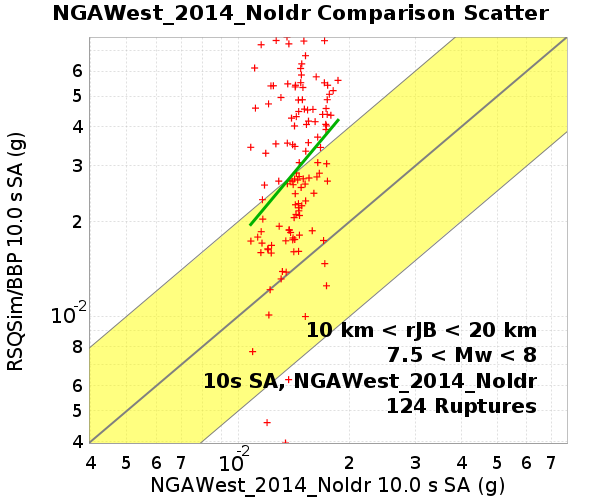 NGAWest_2014_NoIdr Comparison Scatter
RSQSim/BBP 10.0 s SA (g)
6
5
4
3
2
10-2
8
6
5
4
10 km < rJB < 20 km
7.5 < Mw < 8
10s SA, NGAWest_2014_NoIdr
124 Ruptures
4 5 6 7 10-2 2 3 4 5 6 7
NGAWest_2014_NoIdr 10.0 s SA (g)